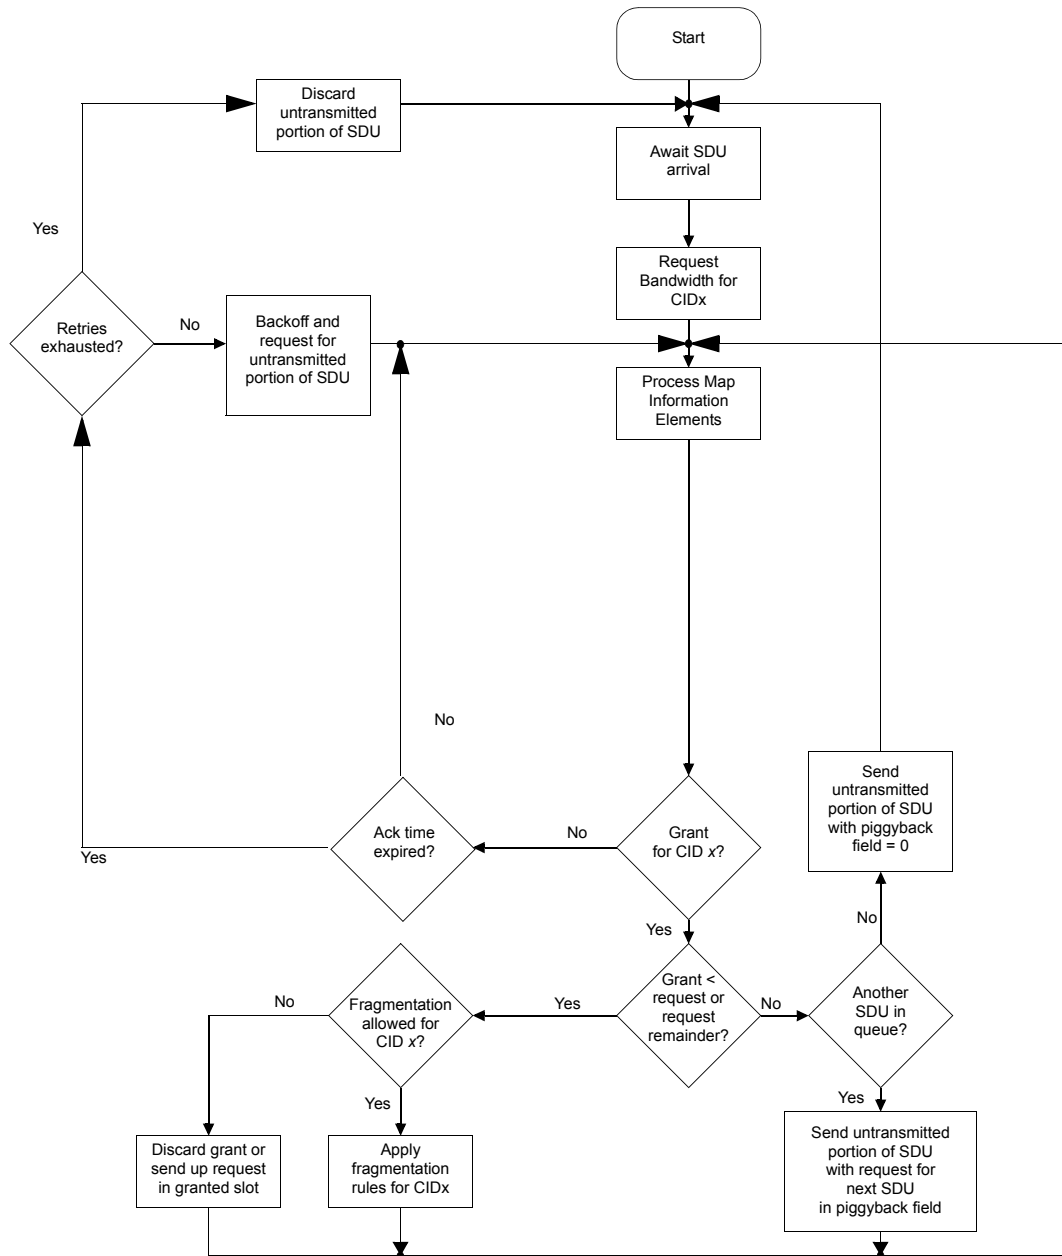 Start
Discard
untransmitted
portion of SDU
Await SDU
arrival
Yes
Request
Bandwidth for
CIDx
Retries
exhausted?
No
Backoff and
request for
untransmitted
portion of SDU
Process Map
Information
Elements
No
Send
untransmitted
portion of SDU
with piggyback
field = 0
Ack time
expired?
No
Grant
for CID x?
Yes
No
Yes
Fragmentation
allowed for
CID x?
No
Yes
Grant <
request or
request
remainder?
No
Another
SDU in
queue?
Yes
Yes
Discard grant or
send up request
in granted slot
Apply
fragmentation
rules for CIDx
Send untransmitted
portion of SDU
with request for
next SDU
in piggyback field